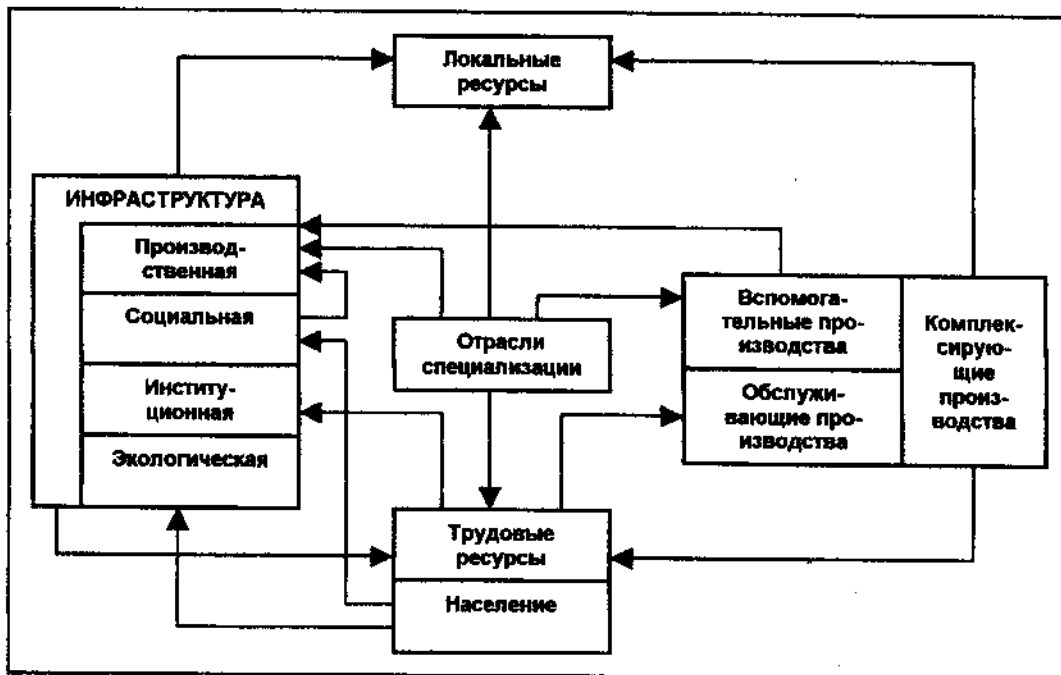 Локальные
ресурсы
ИНФРАСТРУКТУРА
Производ-
ственная
Социальная
Институ-
ционная
Экологическая
Отрасли
специализации
Вспомога-
тельные про-
изводства
Обслужи-
вающие про-
изводства
Комплек-
сирую-
щие
произ-
водства
Трудовые
ресурсы
Население